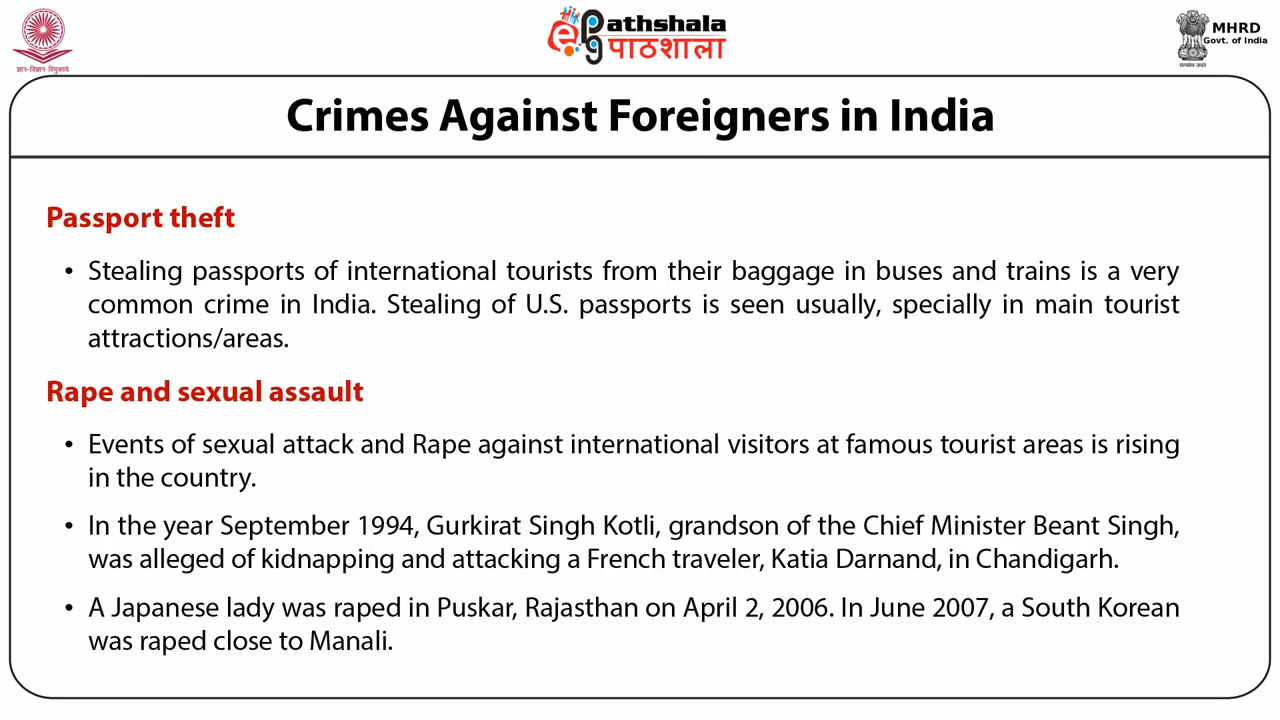 ज्ञान-विज्ञान विमुक्तये
ePathshala
पाठशाला
MHRD
Govt. of India
सत्यमेव जयते
Crimes Against Foreigners in India
Passport theft
• Stealing passports of international tourists from their baggage in buses and trains is a very
common crime in India. Stealing of U.S. passports is seen usually, specially in main tourist
attractions/areas.
Rape and sexual assault
• Events of sexual attack and Rape against international visitors at famous tourist areas is rising
in the country.
• In the year September 1994, Gurkirat Singh Kotli, grandson of the Chief Minister Beant Singh,
was alleged of kidnapping and attacking a French traveler, Katia Darnand, in Chandigarh.
• A Japanese lady was raped in Puskar, Rajasthan on April 2, 2006. In June 2007, a South Korean
was raped close to Manali.